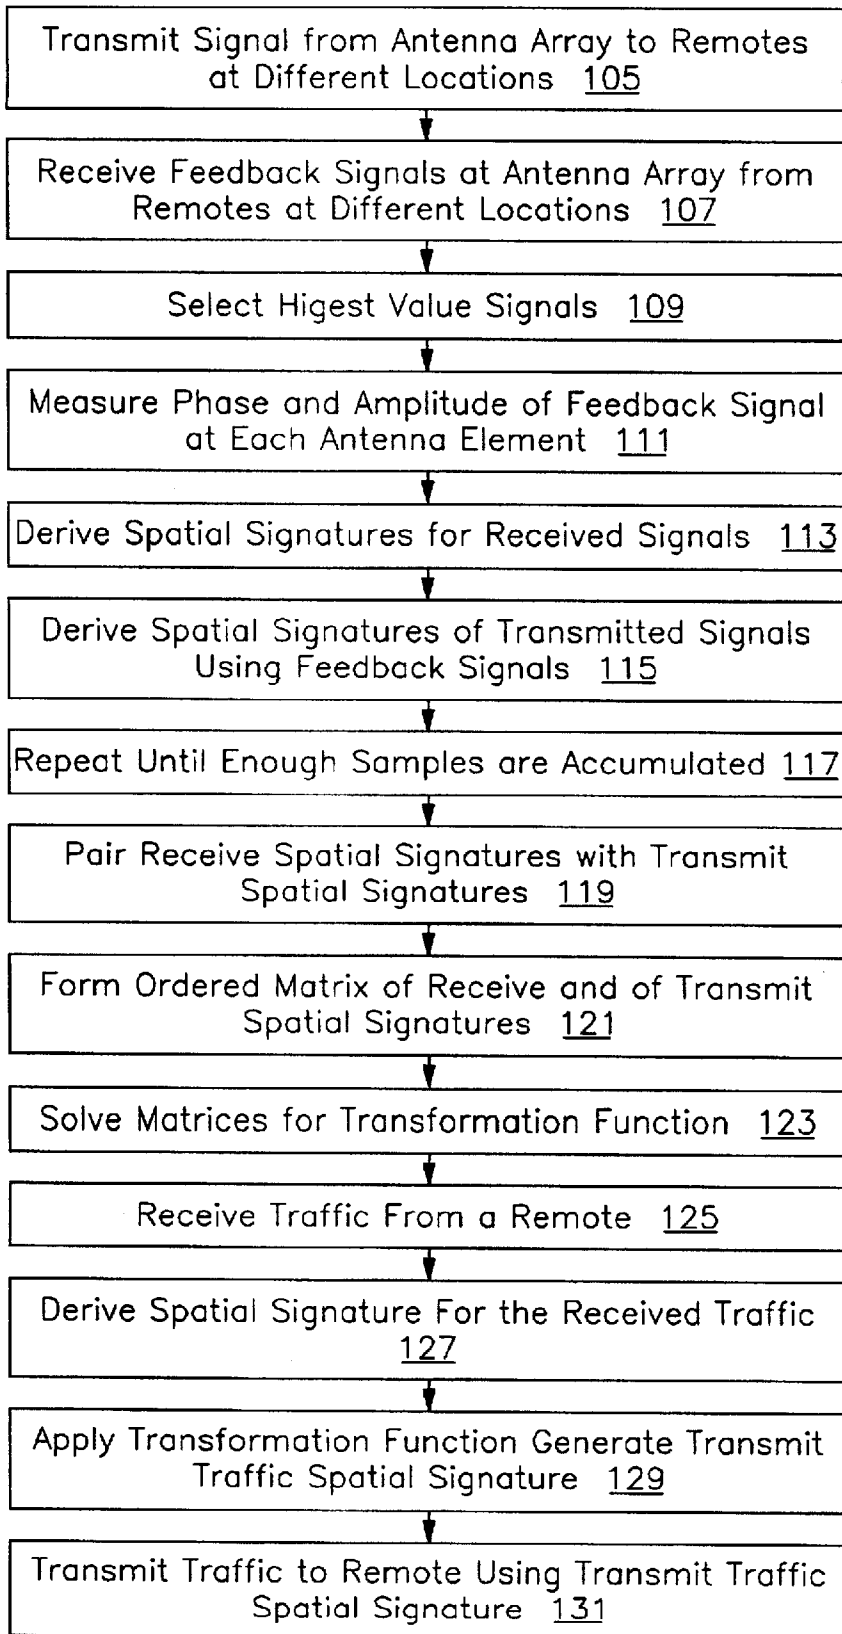 Transmit Signal from Antenna Array to Remotes
at Different Locations 105
Receive Feedback Signals at Antenna Array from
Remotes at Different Locations 107
Select Higest Value Signals 109
Measure Phase and Amplitude of Feedback Signal
at Each Antenna Element 111
Derive Spatial Signatures for Received Signals 113
Derive Spatial Signatures of Transmitted Signals
Using Feedback Signals 115
Repeat Until Enough Samples are Accumulated 117
Pair Receive Spatial Signatures with Transmit
Spatial Signatures 119
Form Ordered Matrix of Receive and of Transmit
Spatial Signatures 121
Solve Matrices for Transformation Function 123
Receive Traffic From a Remote 125
Derive Spatial Signature For the Received Traffic
127
Apply Transformation Function Generate Transmit
Traffic Spatial Signature 129
Transmit Traffic to Remote Using Transmit Traffic
Spatial Signature 131